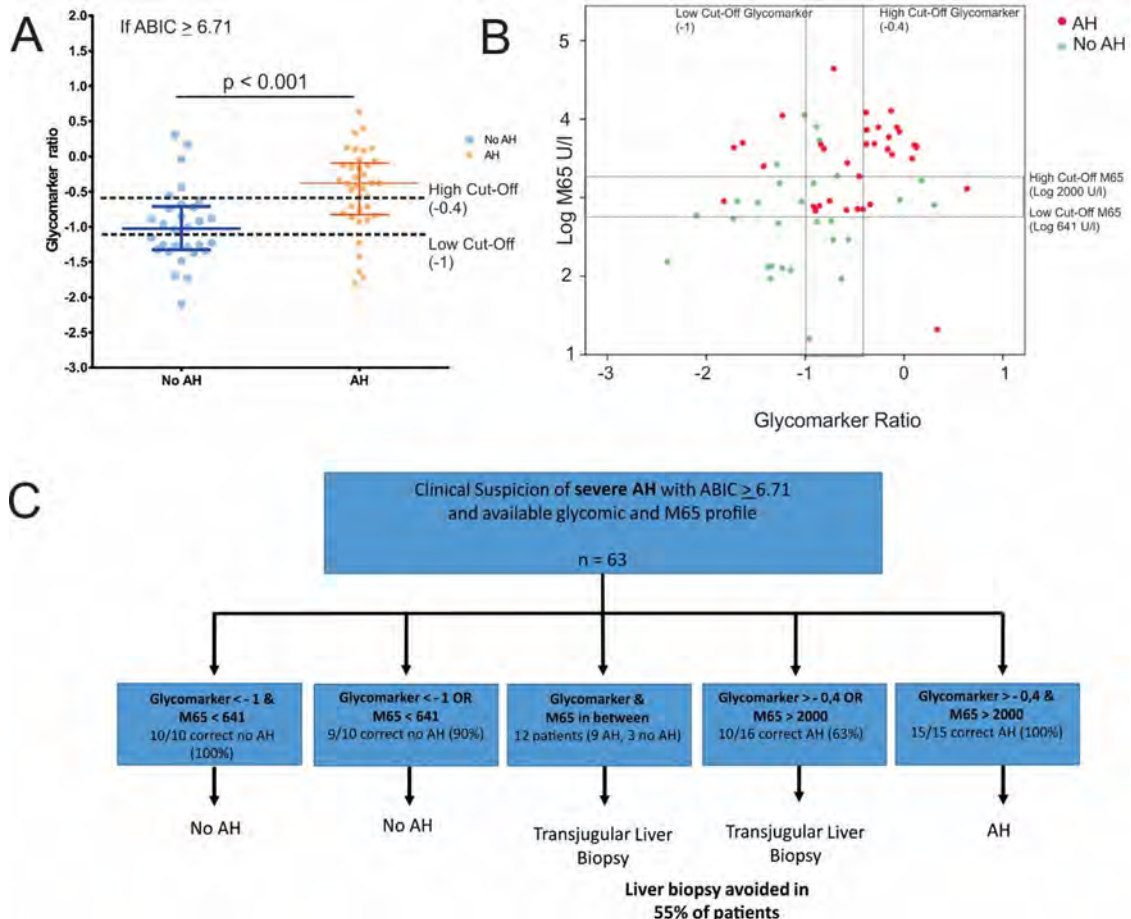 A
If ABIC ≥ 6.71
p < 0.001
Glycomarker ratio
2.0
1.5
1.0
0.5
0.0
-0.5
-1.0
-1.5
-2.0
-2.5
-3.0
No AH
AH
No AH
AH
High Cut-Off
(-0.4)
Low Cut-Off
(-1)
B
Low Cut-Off Glycomarker
(-1)
High Cut-Off Glycomarker
(-0.4)
AH
No AH
Log M65 U/l
5
4
2
1
-3
-2
-1
0
1
High Cut-Off M65
(Log 2000 U/l)
Low Cut-Off M65
(Log 641 U/l)
Glycomarker Ratio
C
Clinical Suspicion of severe AH with ABIC ≥ 6.71
and available glycomic and M65 profile
n = 63
Glycomarker < - 1 &
M65 < 641
10/10 correct no AH
(100%)
Glycomarker < - 1 OR
M65 < 641
9/10 correct no AH (90%)
Glycomarker &
M65 in between
12 patients (9 AH, 3 no AH)
Glycomarker >- 0,4 OR
M65 > 2000
10/16 correct AH (63%)
Glycomarker >- 0,4 &
M65 > 2000
15/15 correct AH (100%)
No AH
No AH
Transjugular Liver
Biopsy
Transjugular Liver
Biopsy
AH
Liver biopsy avoided in
55% of patients